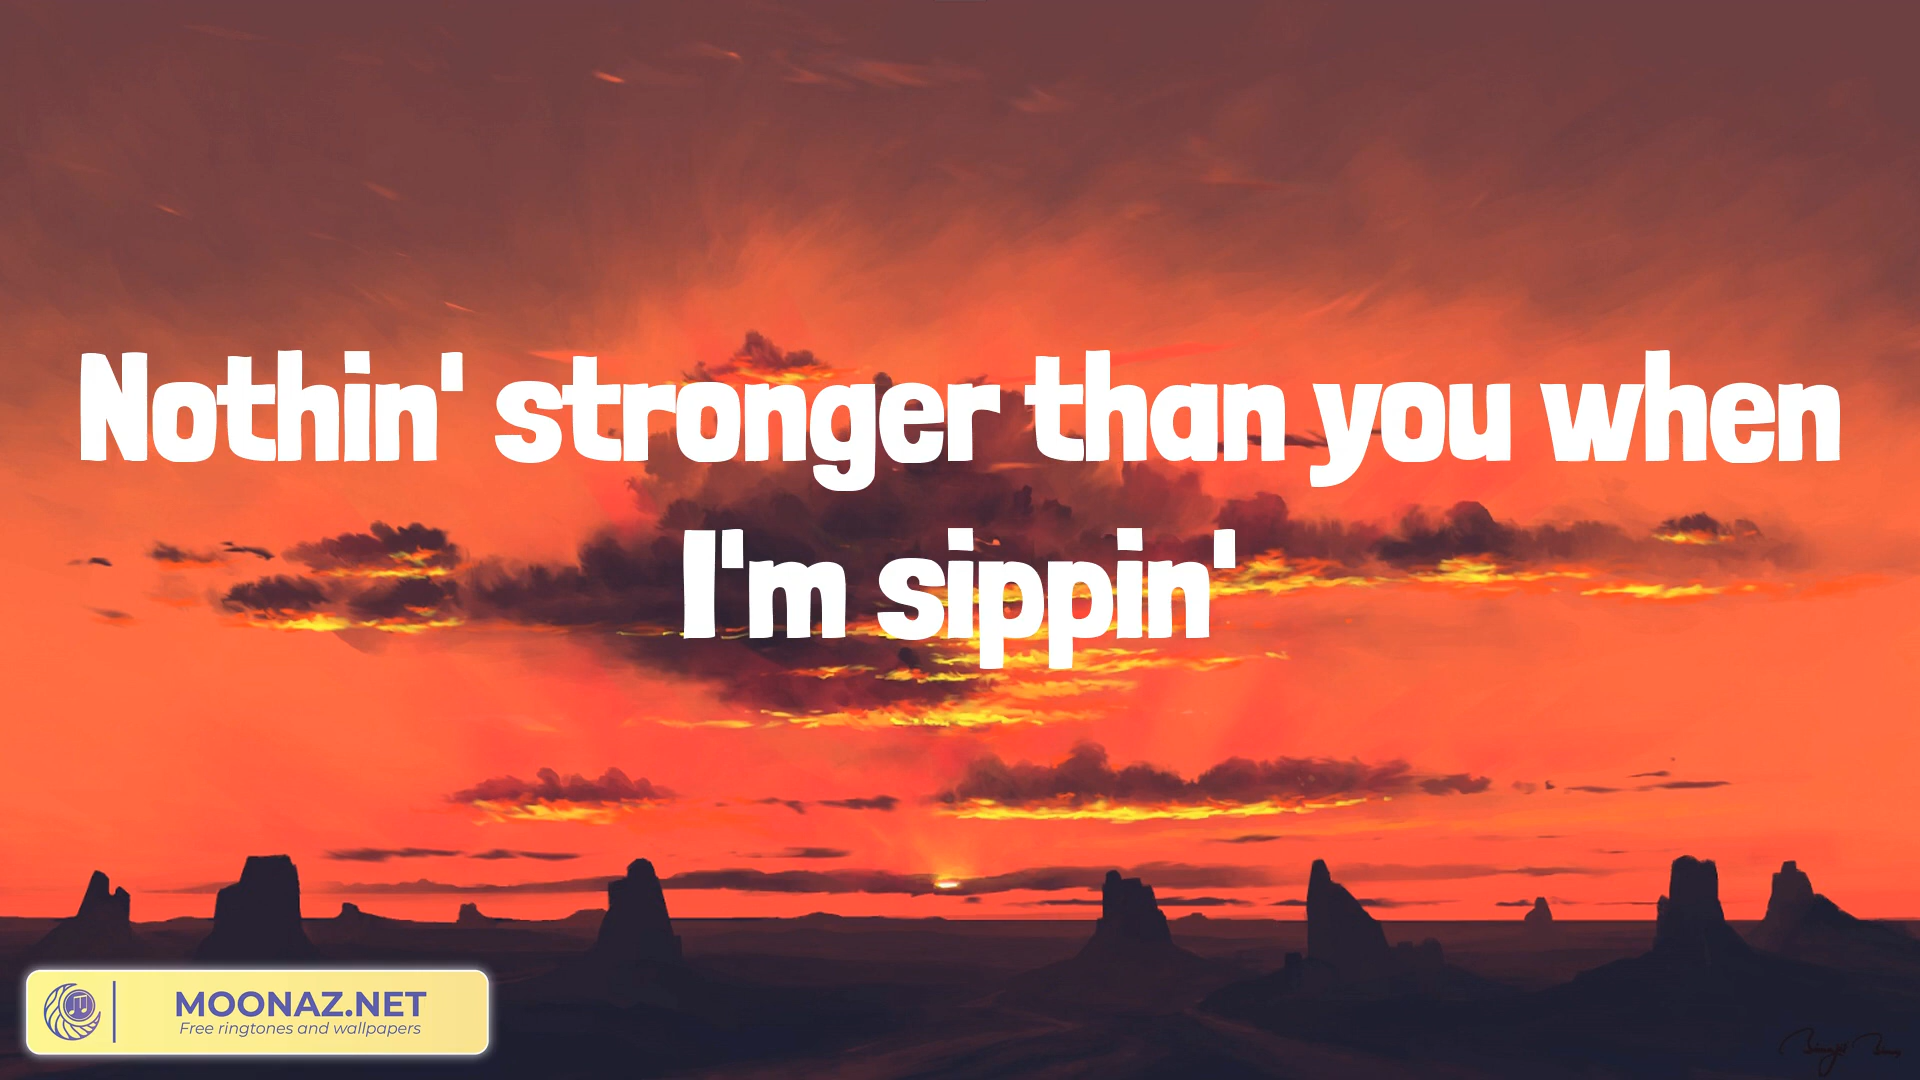 Nothin' stronger than you when
I'm sippin'
MOONAZ.NET
Free ringtones and wallpapers